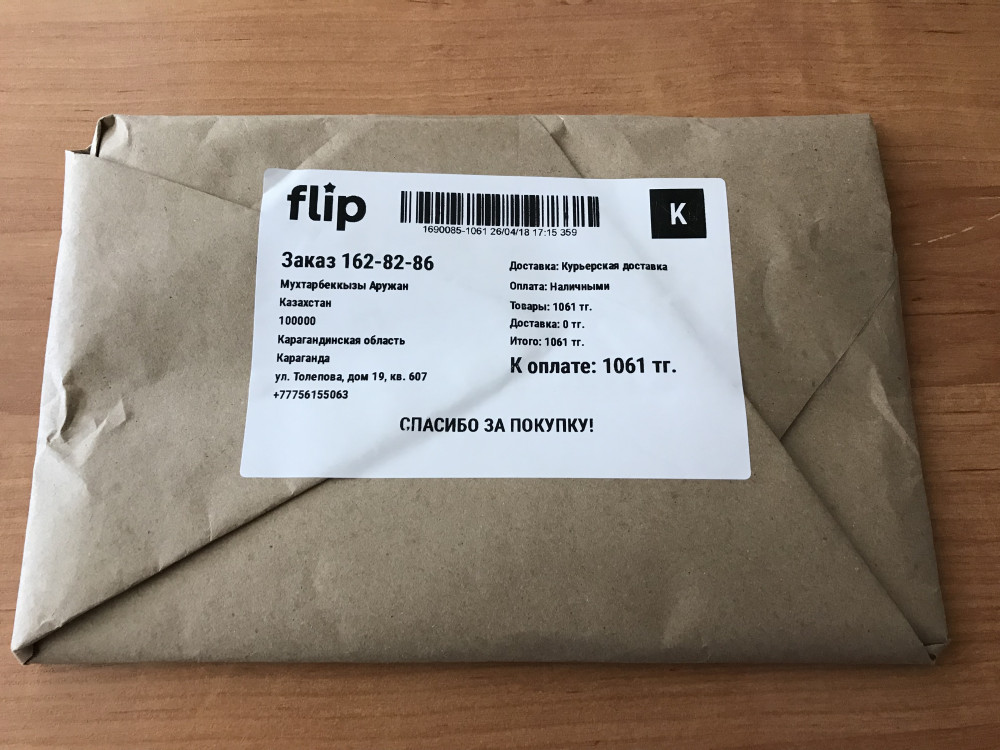 flip
1690085-1061 26/04/18 17:15 359
K
Заказ 162-82-86
Мухтарбеккызы Аружан
Казахстан
100000
Карагандинская область
Караганда
ул. Толепова, дом 19, кв. 607
+77756155063
Доставка: Курьерская доставка
Оплата: Наличными
Товары: 1061 тг.
Доставка: 0 тг.
Итого: 1061 тг.
К оплате: 1061 тг.
СПАСИБО ЗА ПОКУПКУ!